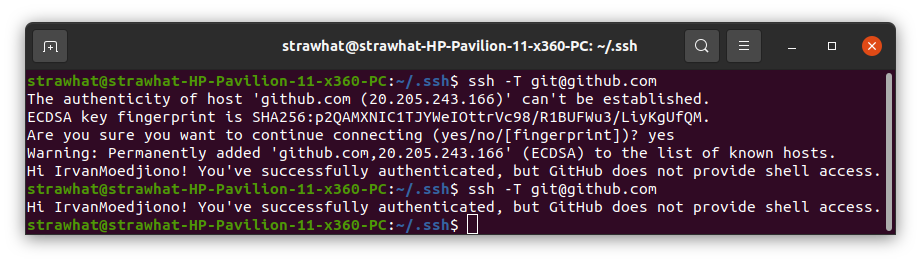 strawhat@strawhat-HP-Pavilion-11-x360-PC: ~/.ssh
strawhat@strawhat-HP-Pavilion-11-x360-PC:~/.ssh$ ssh -T git@github.com
The authenticity of host 'github.com (20.205.243.166)' can't be established.
ECDSA key fingerprint is SHA256:p2QAMXNIC1TJYWeIOttrVc98/R1BUFWu3/LiyKgUfQM.
Are you sure you want to continue connecting (yes/no/[fingerprint])? yes
Warning: Permanently added 'github.com,20.205.243.166' (ECDSA) to the list of known hosts.
Hi IrvanMoedjiono! You've successfully authenticated, but GitHub does not provide shell access.
strawhat@strawhat-HP-Pavilion-11-x360-PC:~/.ssh$ ssh -T git@github.com
Hi IrvanMoedjiono! You've successfully authenticated, but GitHub does not provide shell access.
strawhat@strawhat-HP-Pavilion-11-x360-PC:~/.ssh$